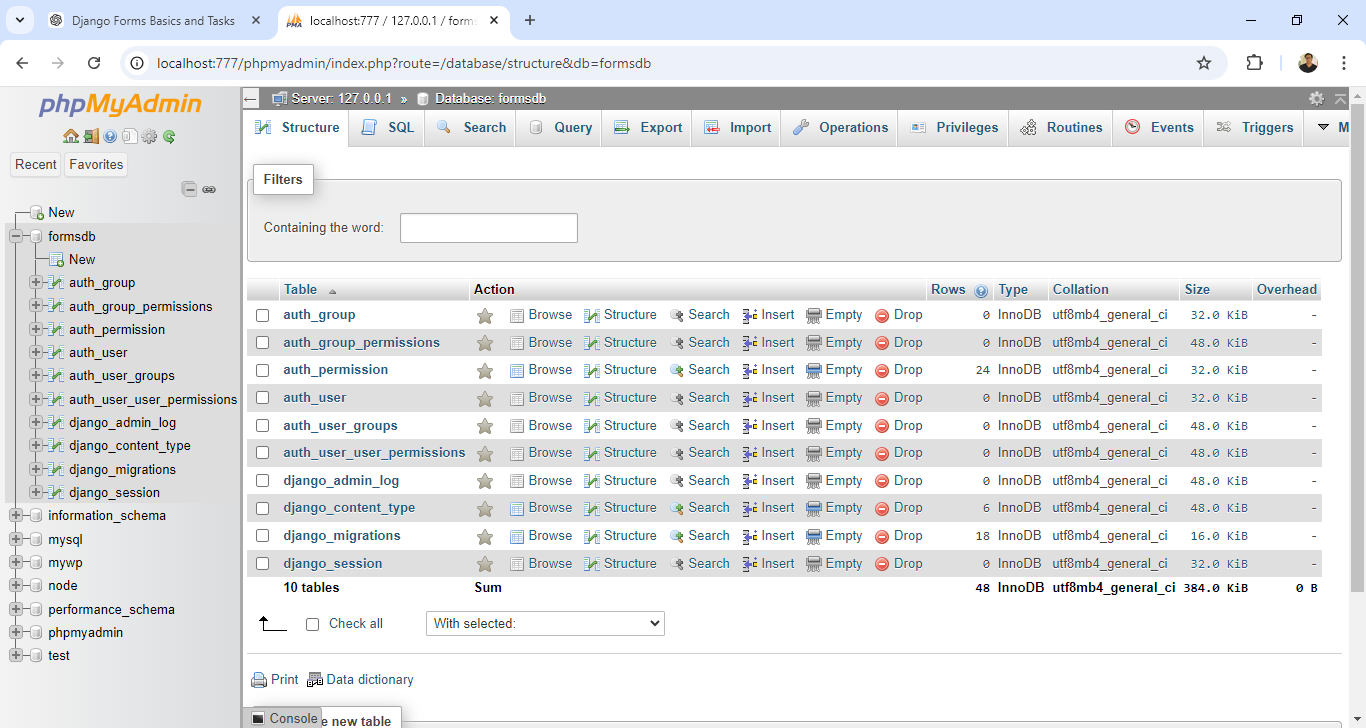 Django Forms Basics and Tasks
localhost:777 / 127.0.0.1 / forms
localhost:777/phpmyadmin/index.php?route=/database/structure&db=formsdb
phpMyAdmin
Recent Favorites
New
formsdb
New
auth_group
auth_group_permissions
auth_permission
auth_user
auth_user_groups
auth_user_user_permissions
django_admin_log
django_content_type
django_migrations
django_session
information_schema
mysql
mywp
node
performance_schema
phpmyadmin
test
Server: 127.0.0.1 » Database: formsdb
Structure SQL Search Query Export Import Operations Privileges Routines Events Triggers M
Filters
Containing the word:
Table Action Rows Type Collation Size Overhead
auth_group Browse Structure Search Insert Empty Drop 0 InnoDB utf8mb4_general_ci 32.0 KiB -
auth_group_permissions Browse Structure Search Insert Empty Drop 0 InnoDB utf8mb4_general_ci 48.0 KiB -
auth_permission Browse Structure Search Insert Empty Drop 24 InnoDB utf8mb4_general_ci 32.0 KiB -
auth_user Browse Structure Search Insert Empty Drop 0 InnoDB utf8mb4_general_ci 32.0 KiB -
auth_user_groups Browse Structure Search Insert Empty Drop 0 InnoDB utf8mb4_general_ci 48.0 KiB -
auth_user_user_permissions Browse Structure Search Insert Empty Drop 0 InnoDB utf8mb4_general_ci 48.0 KiB -
django_admin_log Browse Structure Search Insert Empty Drop 0 InnoDB utf8mb4_general_ci 48.0 KiB -
django_content_type Browse Structure Search Insert Empty Drop 6 InnoDB utf8mb4_general_ci 48.0 KiB -
django_migrations Browse Structure Search Insert Empty Drop 18 InnoDB utf8mb4_general_ci 16.0 KiB -
django_session Browse Structure Search Insert Empty Drop 0 InnoDB utf8mb4_general_ci 32.0 KiB -
10 tables Sum 48 InnoDB utf8mb4_general_ci 384.0 KiB 0 B
Check all With selected:
Print Data dictionary
Console e new table